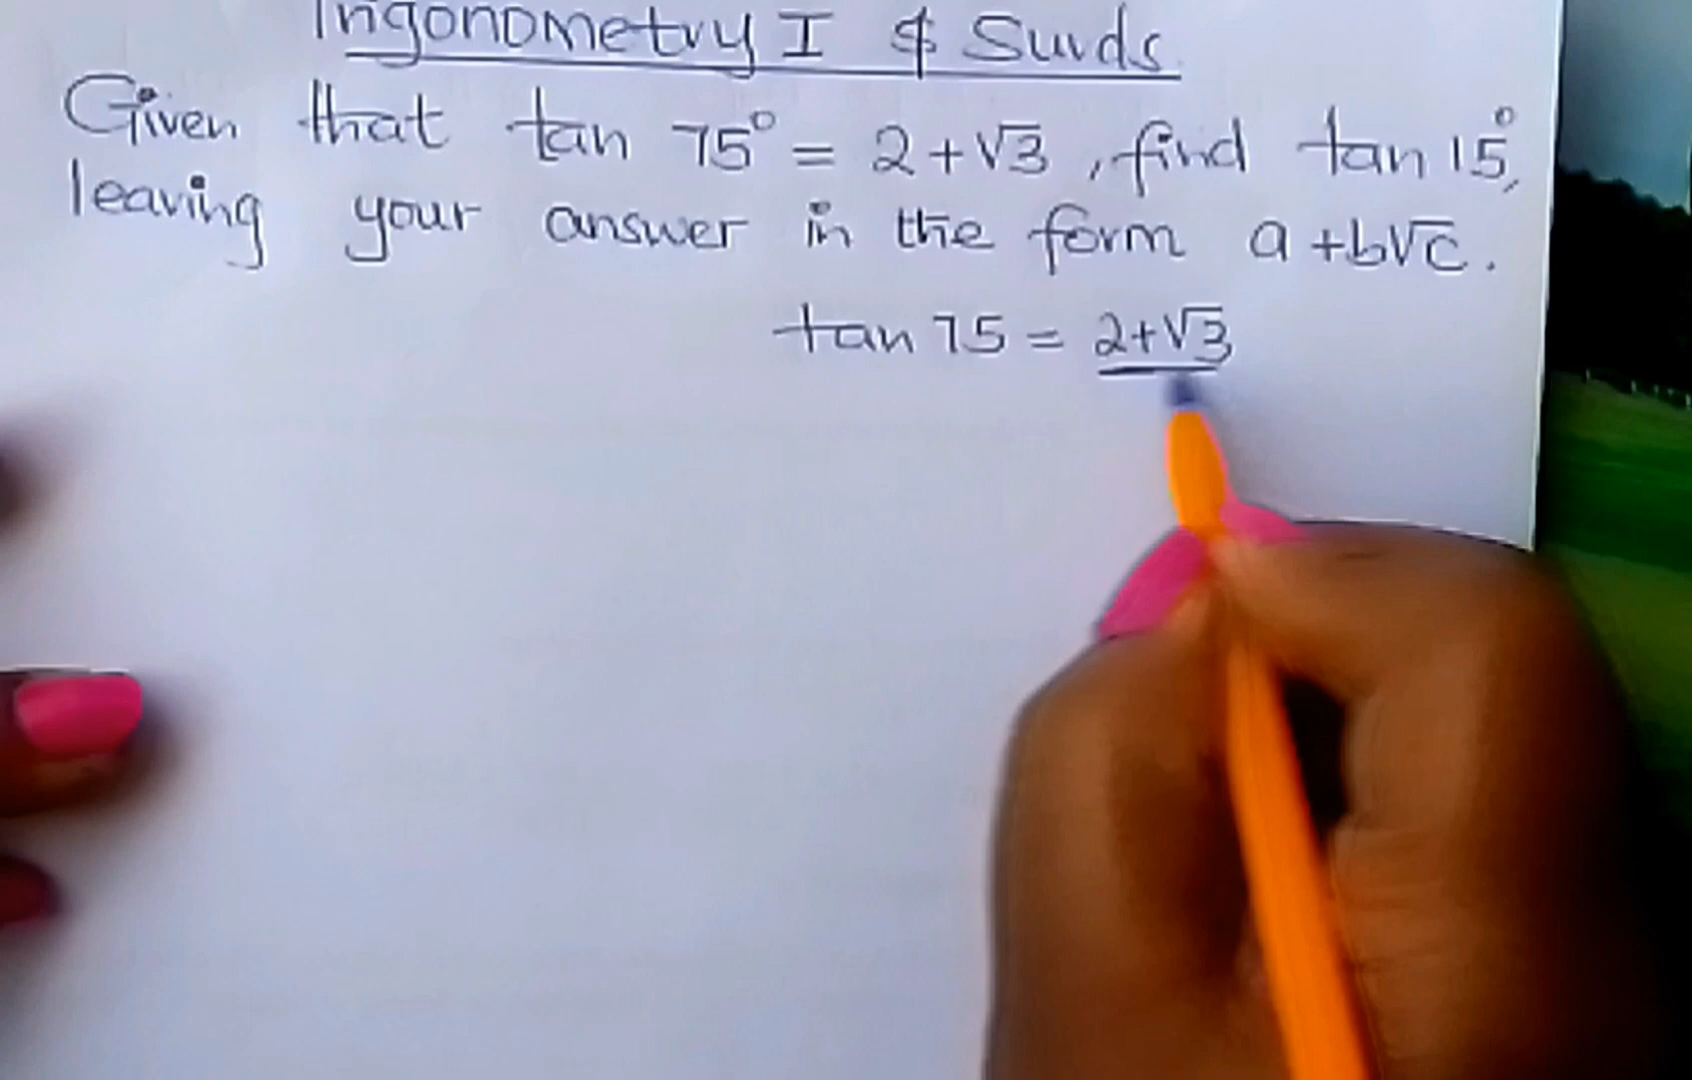 Trigonometry I & Surds
Given that tan 75° = 2+√3, find tan 15°,
leaving your answer in the form a+b√c.
tan 75 = 2+√3